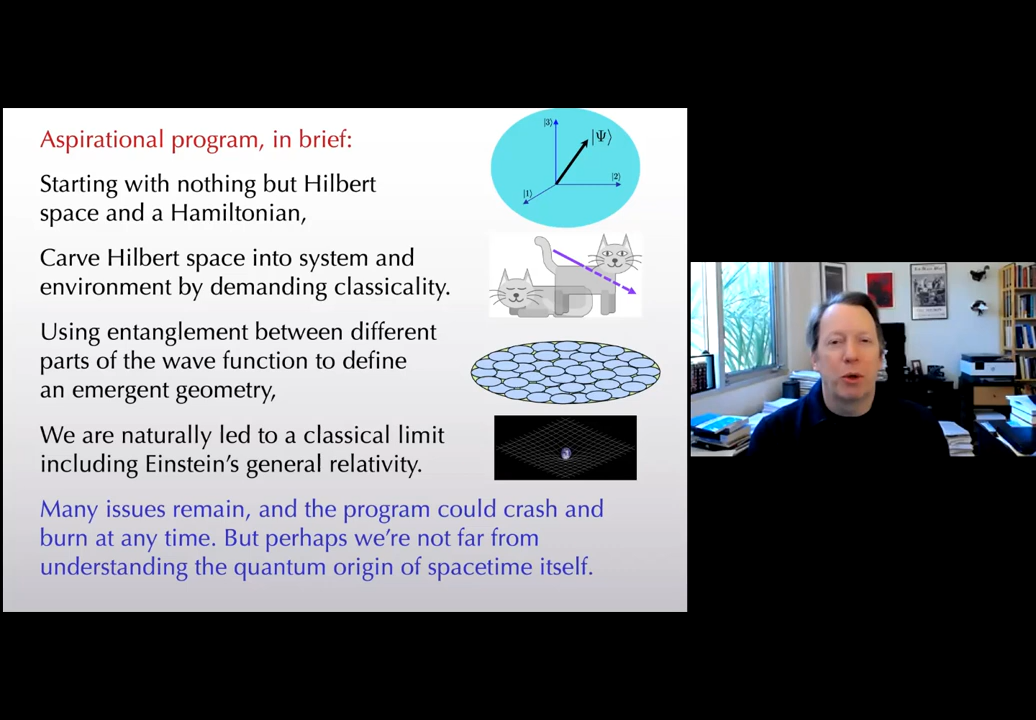 Aspirational program, in brief:
Starting with nothing but Hilbert
space and a Hamiltonian,
Carve Hilbert space into system and
environment by demanding classicality.
Using entanglement between different
parts of the wave function to define
an emergent geometry,
We are naturally led to a classical limit
including Einstein's general relativity.
Many issues remain, and the program could crash and
burn at any time. But perhaps we're not far from
understanding the quantum origin of spacetime itself.
|3⟩
|Ψ⟩
|2⟩
|1⟩